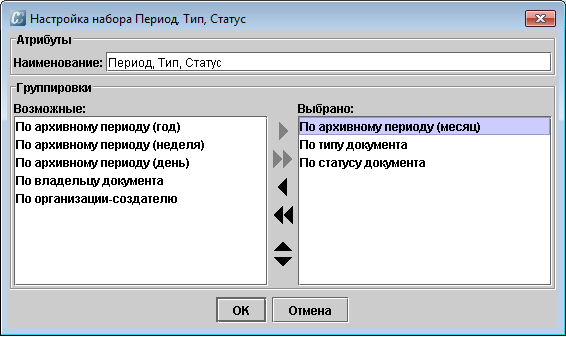 Настройка набора Период, Тип, Статус
Атрибуты
Наименование: Период, Тип, Статус
Группировки
Возможные:
По архивному периоду (год)
По архивному периоду (неделя)
По архивному периоду (день)
По владельцу документа
По организации-создателю
Выбрано:
По архивному периоду (месяц)
По типу документа
По статусу документа
ОК
Отмена